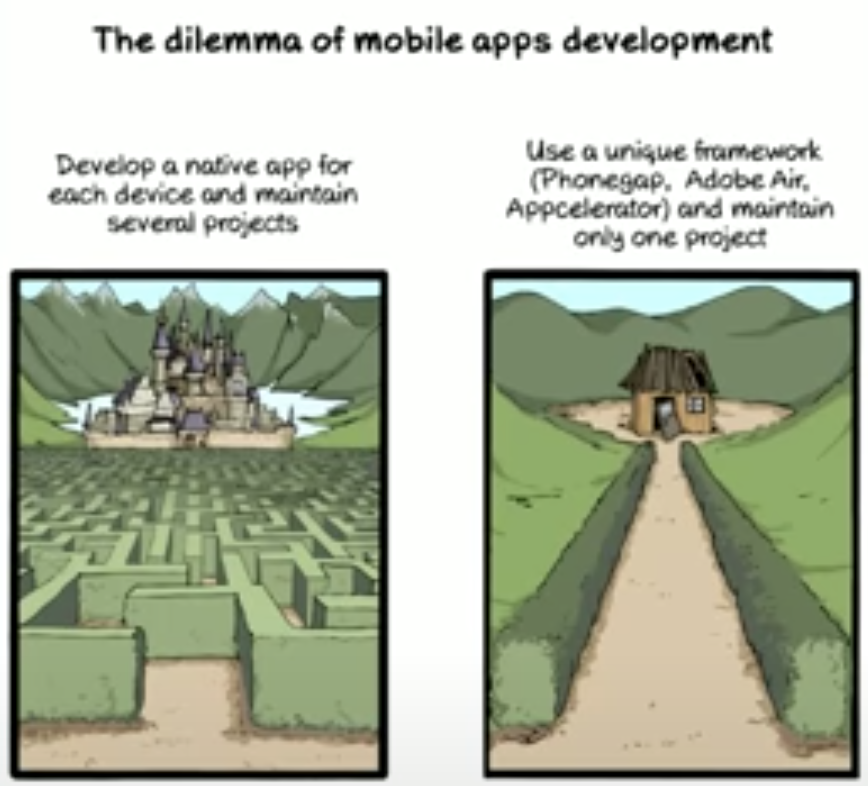 The dilemma of mobile apps development
Develop a native app for
each device and maintain
several projects
Use a unique framework
(Phonegap, Adobe Air,
Appcelerator) and maintain
only one project